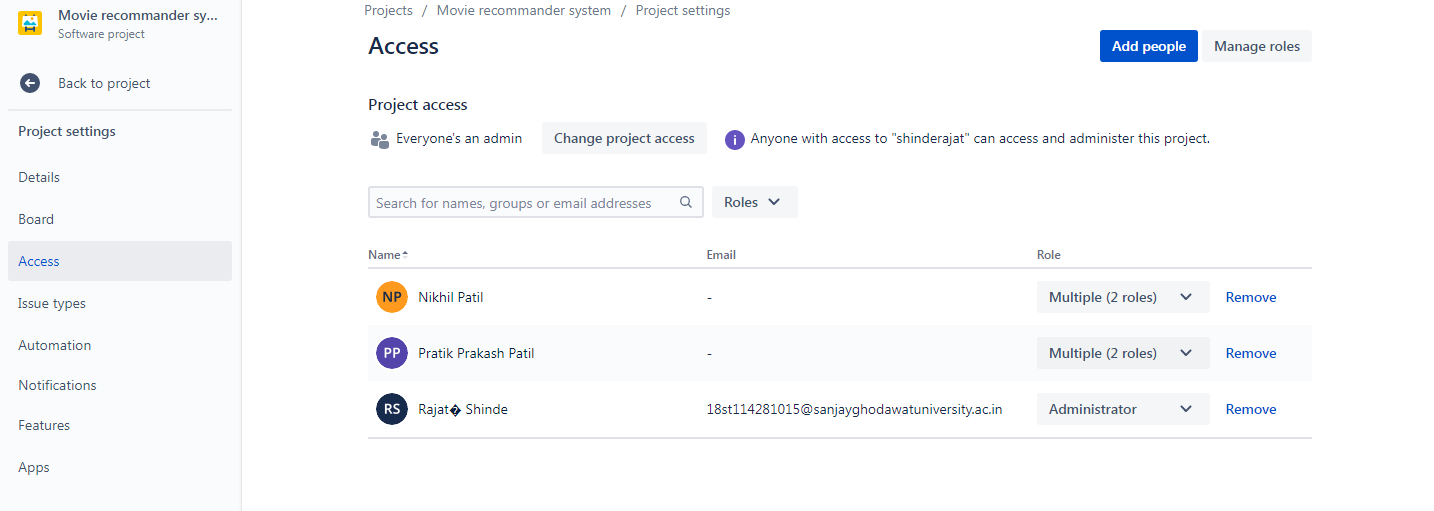 Movie recommander sy...
Software project
Back to project
Project settings
Details
Board
Access
Issue types
Automation
Notifications
Features
Apps
Projects / Movie recommander system / Project settings
Access
Add people
Manage roles
Project access
Everyone's an admin
Change project access
Anyone with access to "shinderajat" can access and administer this project.
Search for names, groups or email addresses
Roles
Name Email Role
NP Nikhil Patil - Multiple (2 roles) Remove
PP Pratik Prakash Patil - Multiple (2 roles) Remove
RS Rajat� Shinde 18st114281015@sanjayghodawatuniversity.ac.in Administrator Remove